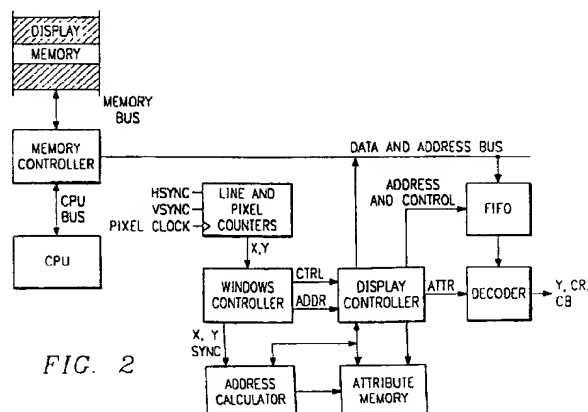 DISPLAY
MEMORY
MEMORY
BUS
MEMORY
CONTROLLER
DATA AND ADDRESS BUS
CPU
BUS
HSYNC
VSYNC
PIXEL CLOCK
LINE AND
PIXEL
COUNTERS
ADDRESS
AND CONTROL
FIFO
CPU
X,Y
WINDOWS
CONTROLLER
CTRL
ADDR
DISPLAY
CONTROLLER
ATTR
DECODER
Y, CR,
CB
X, Y
SYNC
FIG. 2
ADDRESS
CALCULATOR
ATTRIBUTE
MEMORY